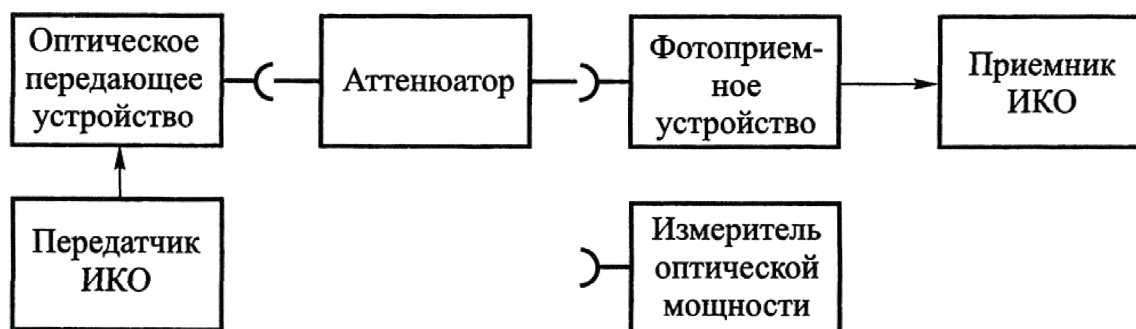 Оптическое
передающее
устройство
Аттенюатор
Фотоприем-
ное
устройство
Приемник
ИКО
Передатчик
ИКО
Измеритель
оптической
мощности